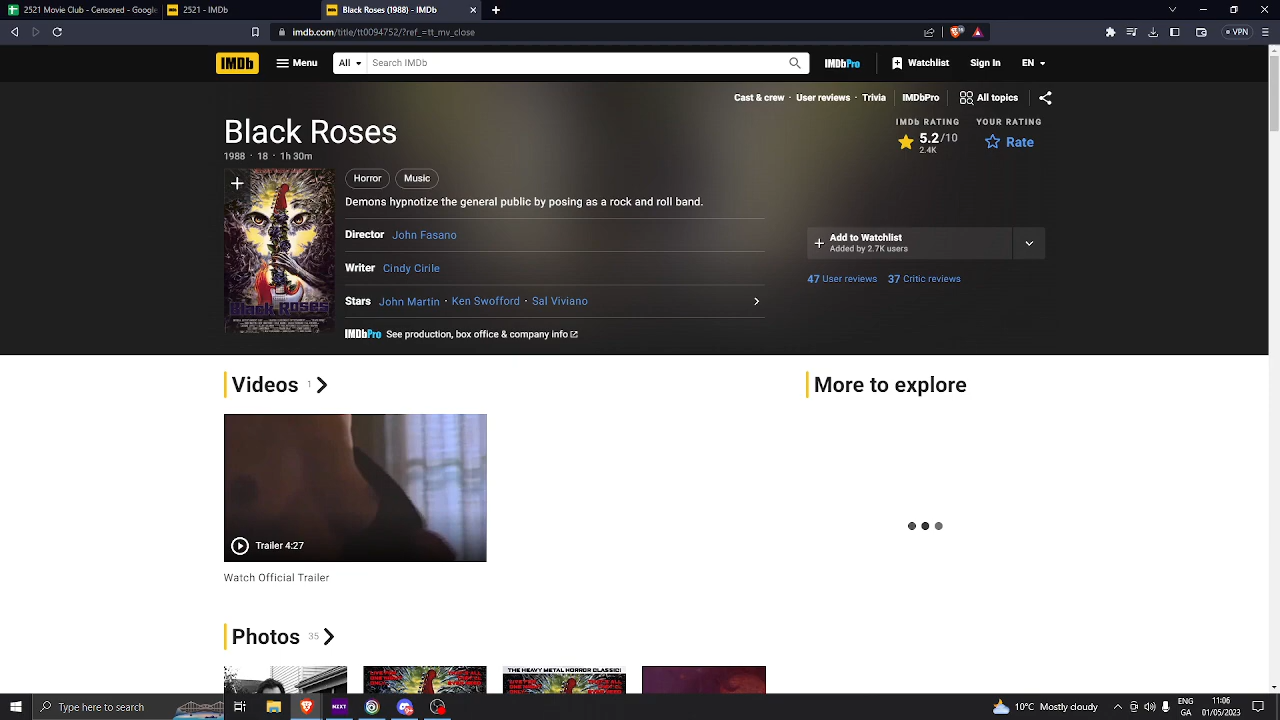 2521 Movie Club - Censored - Google
2521 - IMDb
Black Roses (1988) - IMDb
imdb.com/title/tt0094752/?ref_=tt_mv_close
VPN
IMDb
Menu
All
Search IMDb
IMDbPro
Watchlist
Sign In
EN
Cast & crew · User reviews · Trivia
IMDbPro
All topics
Black Roses
1988 · 18 · 1h 30m
IMDb RATING
YOUR RATING
5.2/10
2.4K
Rate
Horror
Music
Demons hypnotize the general public by posing as a rock and roll band.
Director John Fasano
Writer Cindy Cirile
Stars John Martin · Ken Swofford · Sal Viviano
IMDbPro See production, box office & company info
Add to Watchlist
Added by 2.7K users
47 User reviews 37 Critic reviews
Black Roses
Videos 1
More to explore
Trailer 4:27
Watch Official Trailer
Photos 35
THE HEAVY METAL HORROR CLASSIC!
Type here to search
NEXT
10°C Mostly cloudy
ENG
GA
11:06
01/05/2023